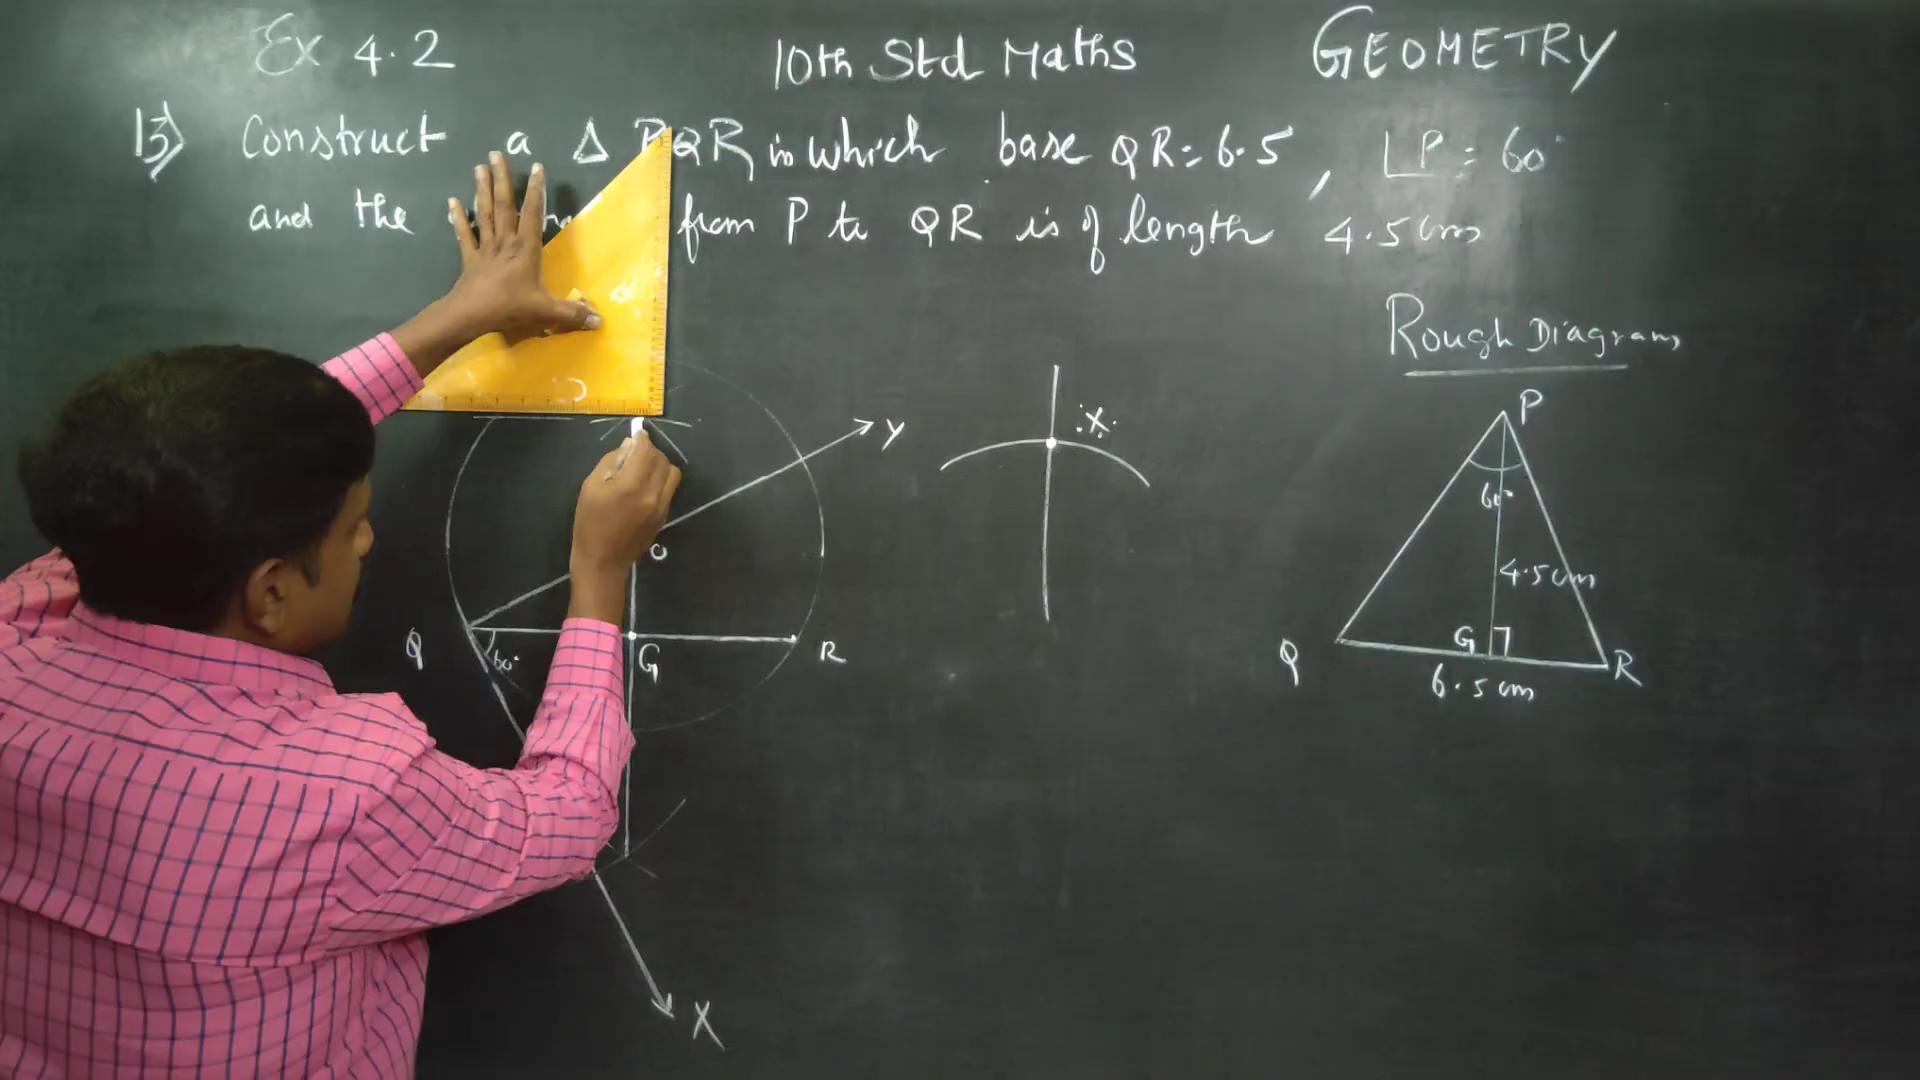 Ex 4.2
10th Std Maths
GEOMETRY
13) Construct a Δ PQR in which base QR = 6.5, ∠P = 60°
and the from P to QR is of length 4.5 cm
Rough Diagram
P
60°
4.5 cm
Q G R
6.5 cm
X
Y
O
Q 60° G R
X